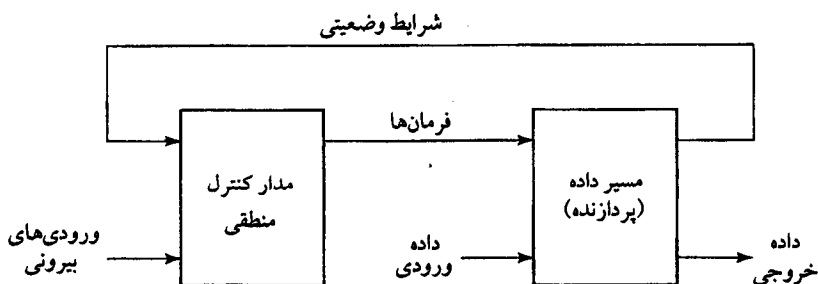 شرایط وضعیتی
فرمان‌ها
مدار کنترل
منطقی
مسیر داده
(پردازنده)
ورودی‌های
بیرونی
داده
ورودی
داده
خروجی